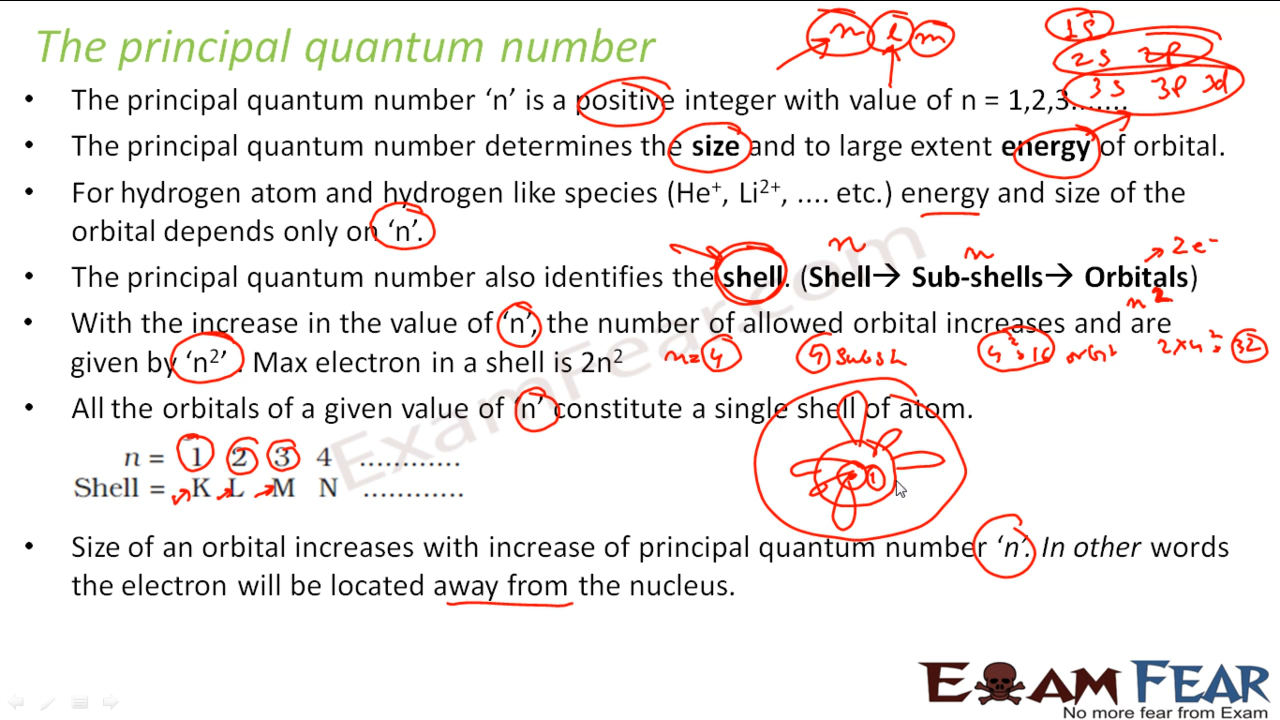 The principal quantum number
n l m
1s
2s 2p
3s 3p 3d
• The principal quantum number ‘n’ is a positive integer with value of n = 1,2,3.......
• The principal quantum number determines the size and to large extent energy of orbital.
• For hydrogen atom and hydrogen like species (He⁺, Li²⁺, .... etc.) energy and size of the
orbital depends only on ‘n’.
n n → 2e⁻
• The principal quantum number also identifies the shell. (Shell→ Sub-shells→ Orbitals)
n²
• With the increase in the value of ‘n’, the number of allowed orbital increases and are
given by ‘n²’. Max electron in a shell is 2n²
n=4 4 subsh 4² = 16 orbit 2×4² = 32
• All the orbitals of a given value of ‘n’ constitute a single shell of atom.
n = 1 2 3 4 ............
Shell = K L M N ............
• Size of an orbital increases with increase of principal quantum number ‘n’. In other words
the electron will be located away from the nucleus.
ExamFear.com
EXAM FEAR
No more fear from Exam